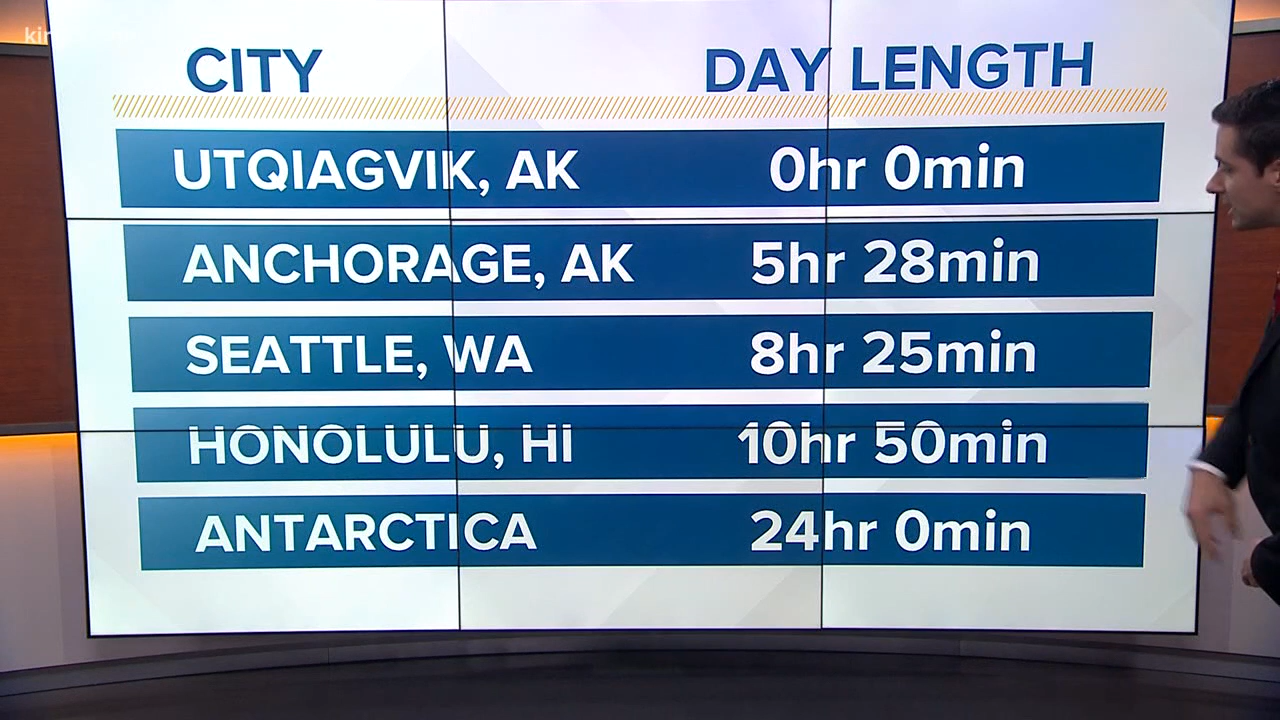 CITY DAY LENGTH
UTQIAGVIK, AK 0hr 0min
ANCHORAGE, AK 5hr 28min
SEATTLE, WA 8hr 25min
HONOLULU, HI 10hr 50min
ANTARCTICA 24hr 0min